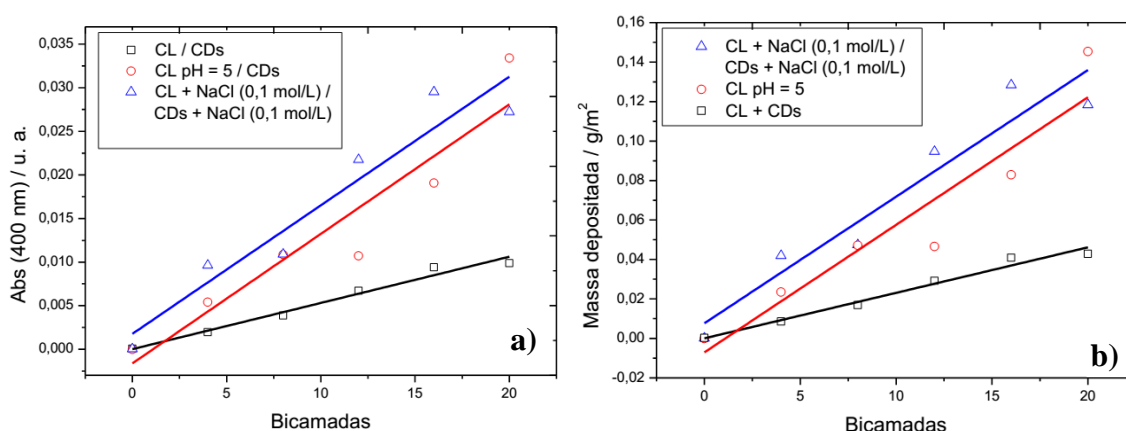 0,035
0,030
0,025
0,020
0,015
0,010
0,005
0,000
Abs (400 nm) / u. a.
CL / CDs
CL pH = 5 / CDs
CL + NaCl (0,1 mol/L) /
CDs + NaCl (0,1 mol/L)
a)
0 5 10 15 20
Bicamadas
0,16
0,14
0,12
0,10
0,08
0,06
0,04
0,02
0,00
-0,02
Massa depositada / g/m²
CL + NaCl (0,1 mol/L) /
CDs + NaCl (0,1 mol/L)
CL pH = 5
CL + CDs
b)
0 5 10 15 20
Bicamadas